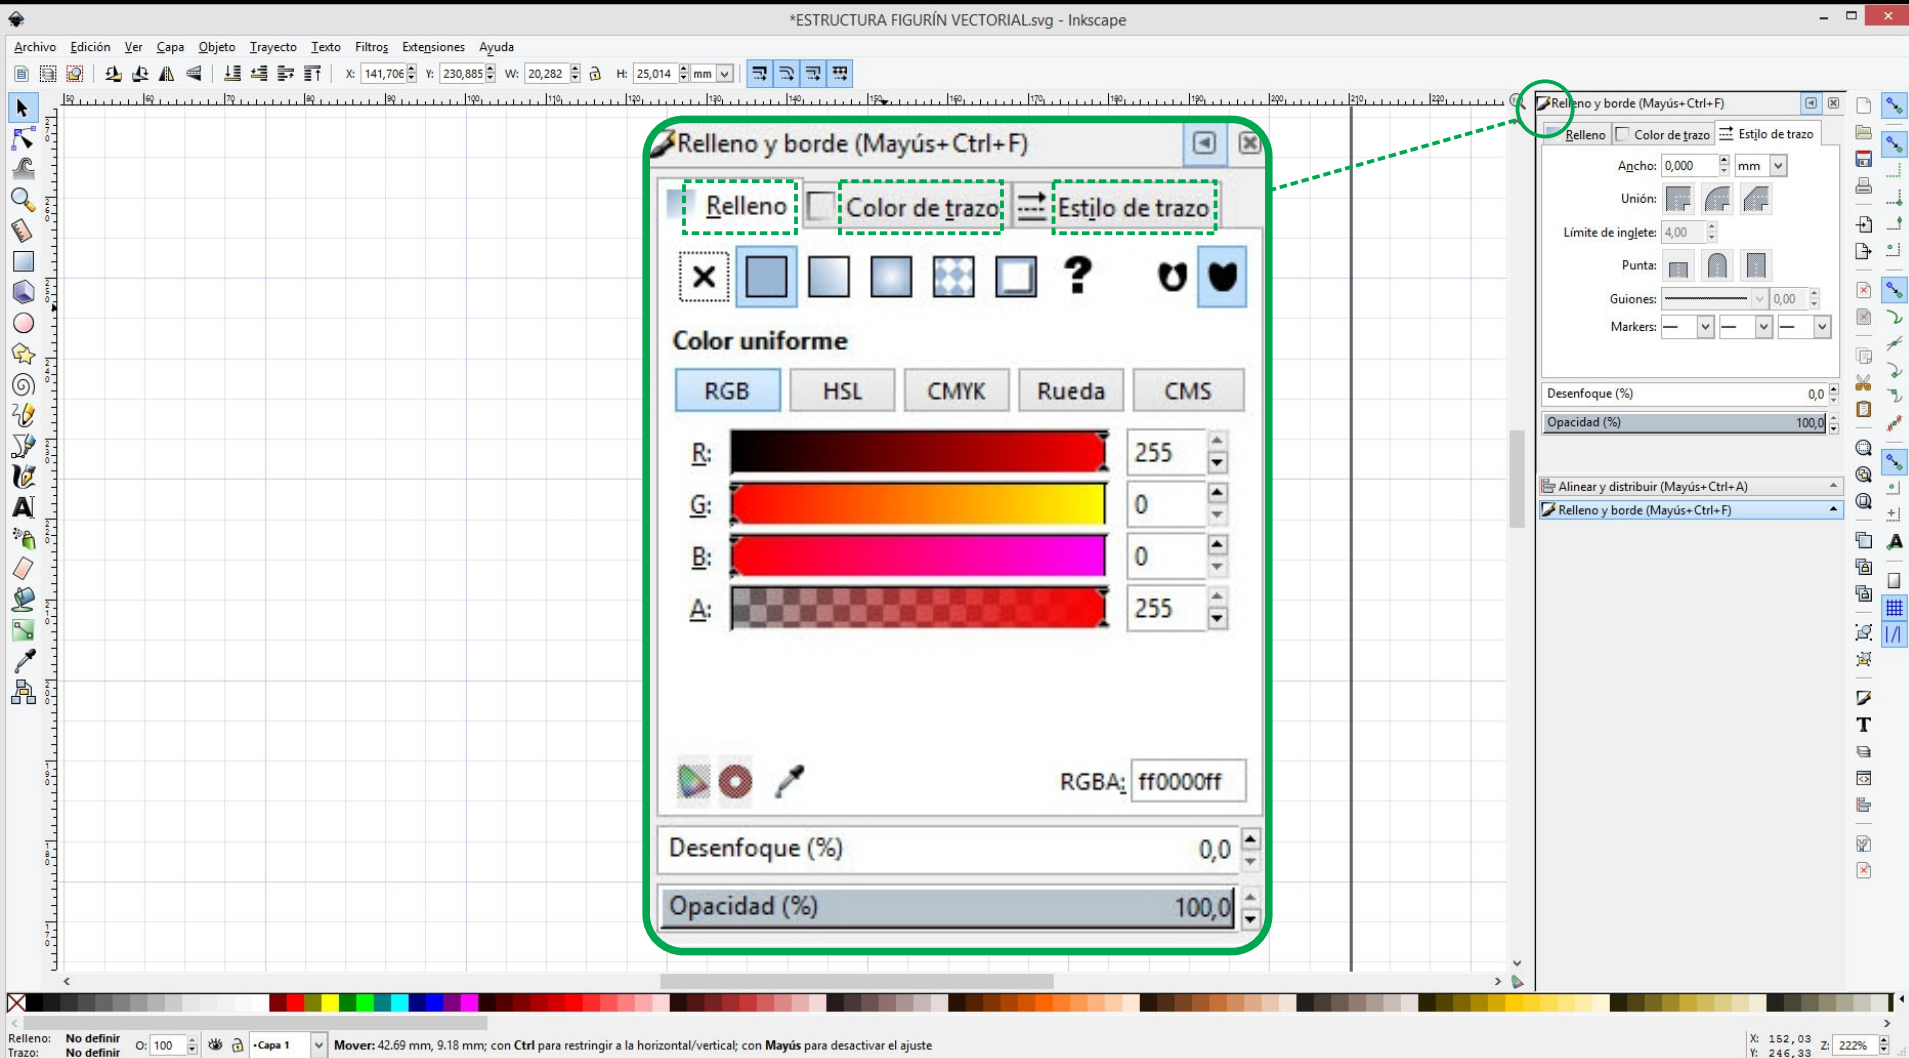 *ESTRUCTURA FIGURÍN VECTORIAL.svg - Inkscape
Archivo Edición Ver Capa Objeto Trayecto Texto Filtros Extensiones Ayuda
X: 141,706 Y: 230,885 W: 20,282 H: 25,014 mm
Relleno y borde (Mayús+Ctrl+F)
Relleno Color de trazo Estilo de trazo
Color uniforme
RGB HSL CMYK Rueda CMS
R: 255
G: 0
B: 0
A: 255
RGBA: ff0000ff
Desenfoque (%) 0,0
Opacidad (%) 100,0
Relleno y borde (Mayús+Ctrl+F)
Relleno Color de trazo Estilo de trazo
Ancho: 0,000 mm
Unión:
Límite de inglete: 4,00
Punta:
Guiones: 0,00
Markers:
Desenfoque (%) 0,0
Opacidad (%) 100,0
Alinear y distribuir (Mayús+Ctrl+A)
Relleno y borde (Mayús+Ctrl+F)
Relleno: No definir
Trazo: No definir
O: 100 •Capa 1 Mover: 42.69 mm, 9.18 mm; con Ctrl para restringir a la horizontal/vertical; con Mayús para desactivar el ajuste
X: 152,03
Y: 246,33
Z: 222%